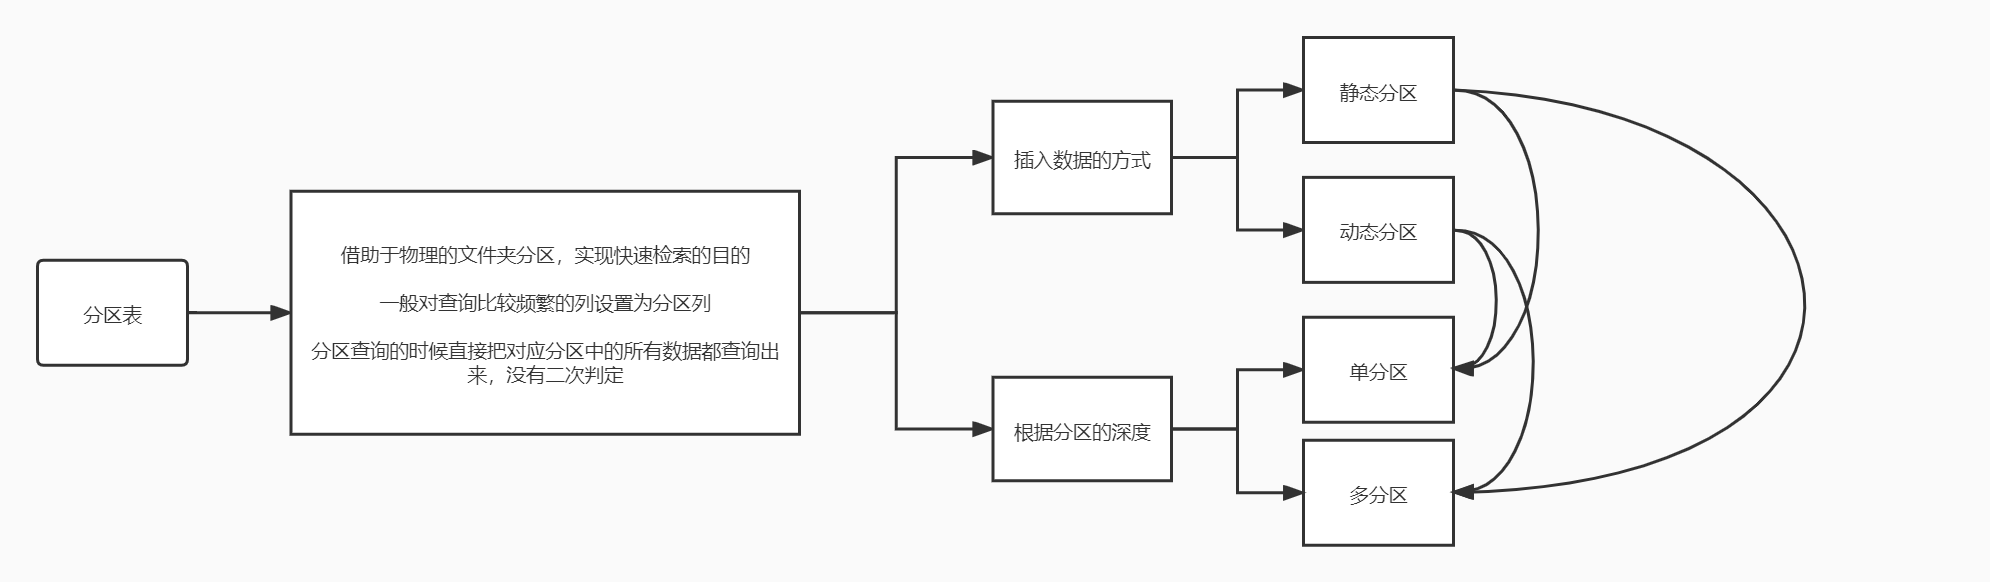 分区表
借助于物理的文件夹分区，实现快速检索的目的
一般对查询比较频繁的列设置为分区列
分区查询的时候直接把对应分区中的所有数据都查询出
来，没有二次判定
插入数据的方式
根据分区的深度
静态分区
动态分区
单分区
多分区